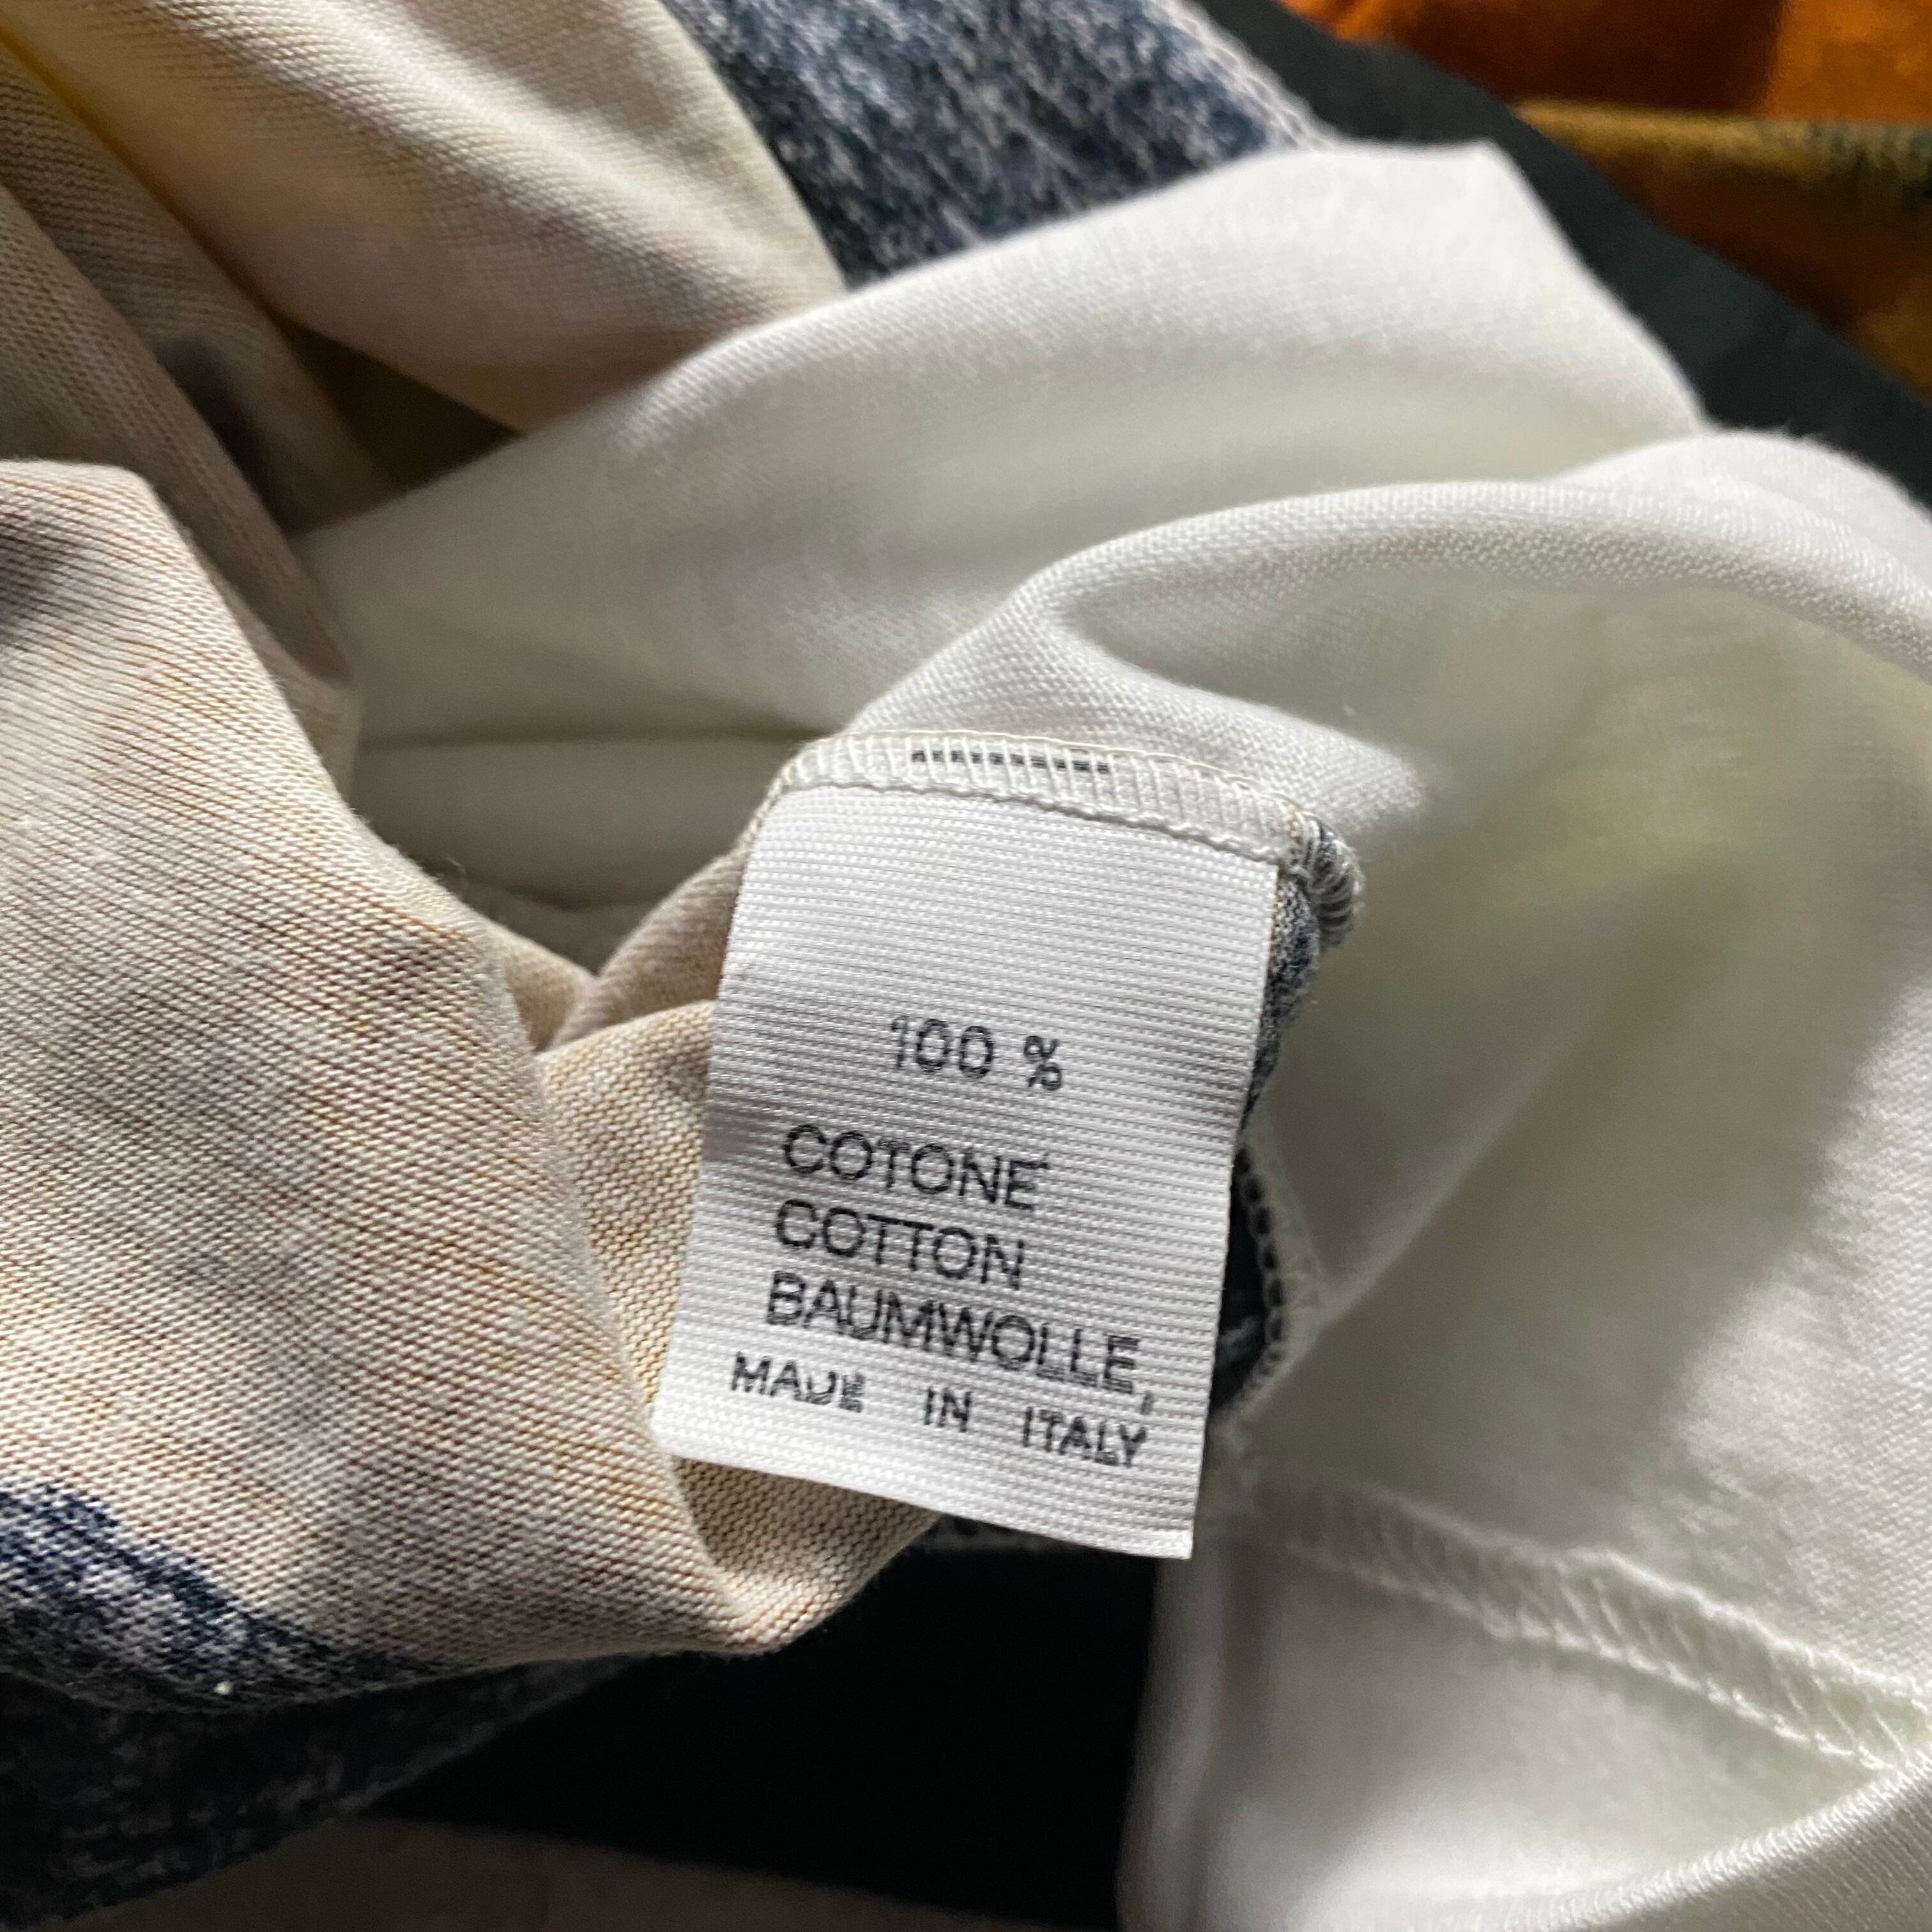 100 %
COTONE
COTTON
BAUMWOLLE,
MADE IN ITALY